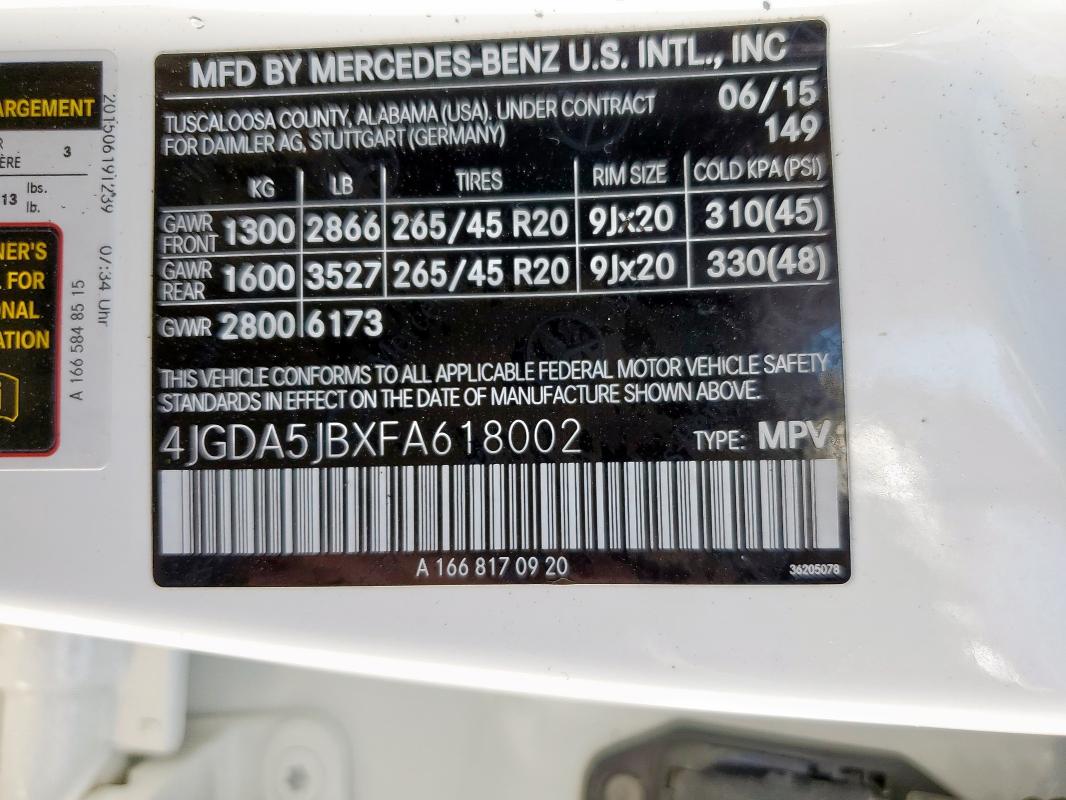 MFD BY MERCEDES-BENZ U.S. INTL., INC
TUSCALOOSA COUNTY, ALABAMA (USA), UNDER CONTRACT 06/15
FOR DAIMLER AG, STUTTGART (GERMANY) 149
KG LB TIRES RIM SIZE COLD KPA (PSI)
GAWR FRONT 1300 2866 265/45 R20 9Jx20 310(45)
GAWR REAR 1600 3527 265/45 R20 9Jx20 330(48)
GVWR 2800 6173
THIS VEHICLE CONFORMS TO ALL APPLICABLE FEDERAL MOTOR VEHICLE SAFETY
STANDARDS IN EFFECT ON THE DATE OF MANUFACTURE SHOWN ABOVE.
4JGDA5JBXFA618002 TYPE: MPV
A 166 817 09 20
36205078
ARGEMENT
R
ÈRE 3
13 lbs.
lb.
NER'S
L FOR
ONAL
ATION
i
201506191239 07:34 Uhr
A 166 584 85 15